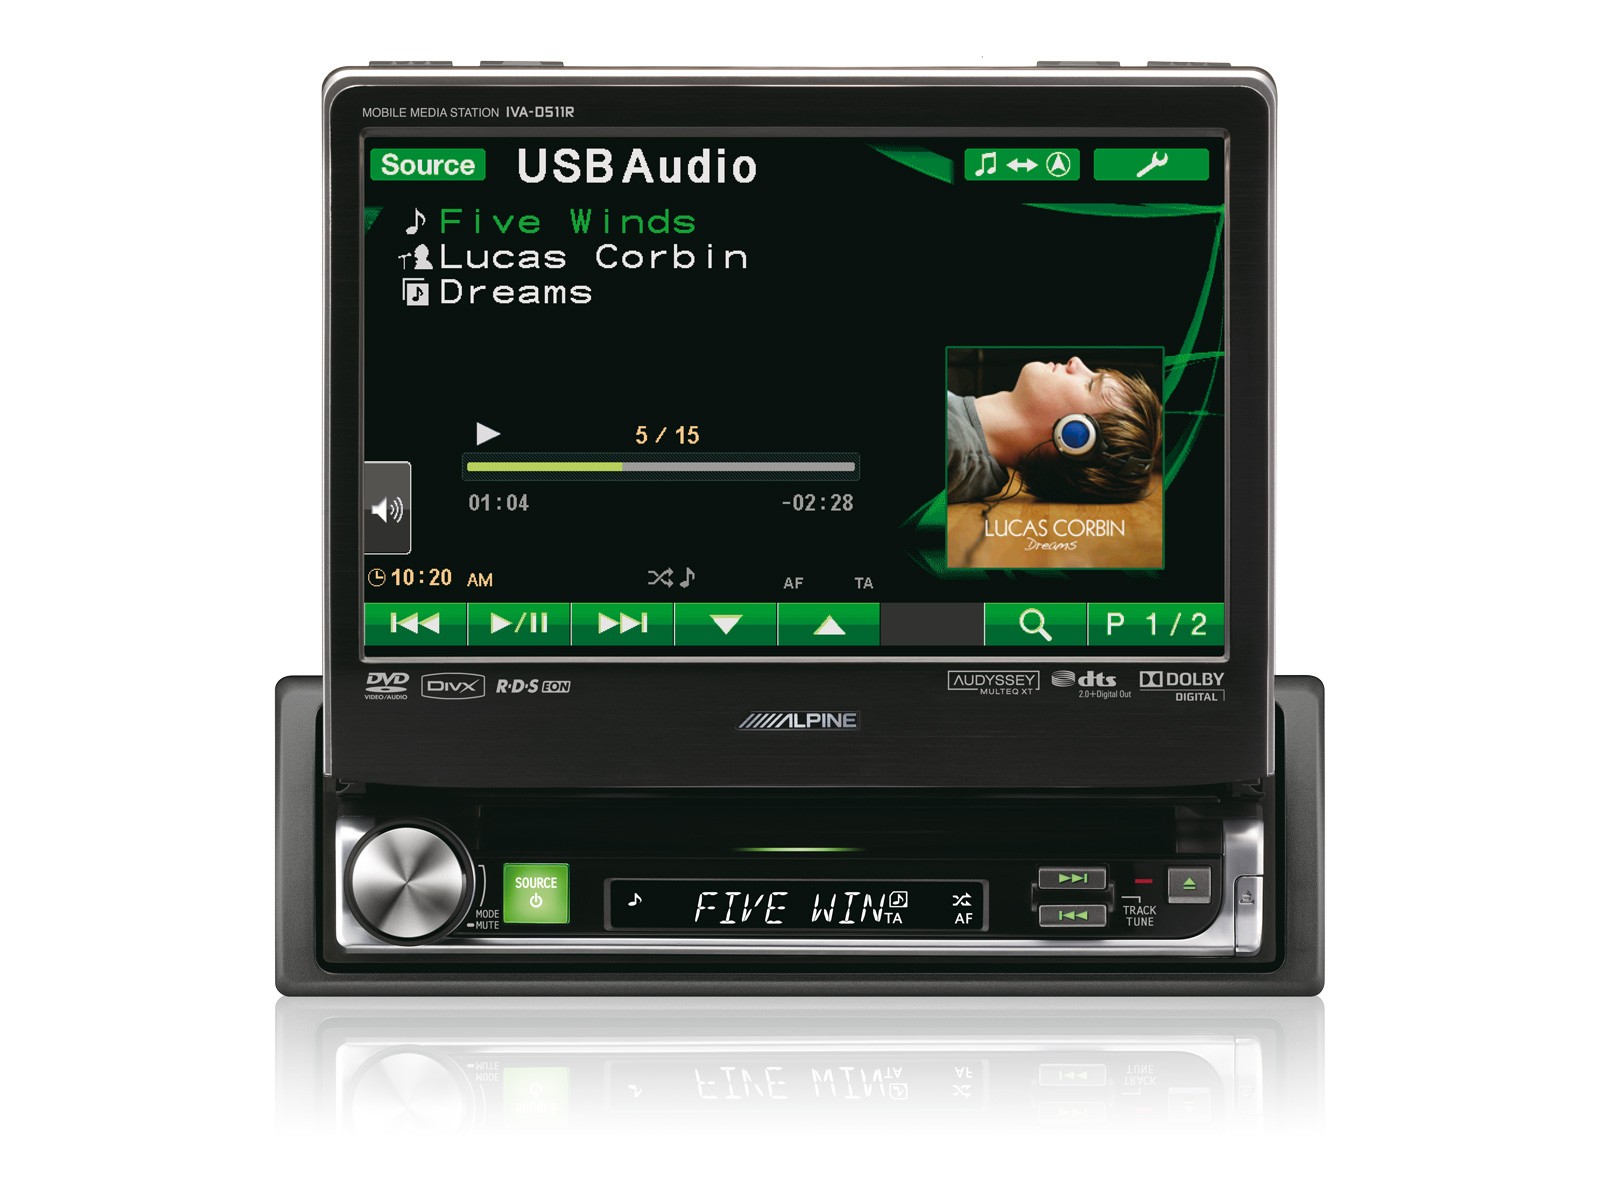 MOBILE MEDIA STATION IVA-D511R
Source USB Audio
Five Winds
Lucas Corbin
Dreams
5 / 15
01:04 -02:28
LUCAS CORBIN
Dreams
10:20 AM AF TA
P 1/2
DVD VIDEO/AUDIO DIVX R·D·S EON AUDYSSEY MULTEQ XT dts 2.0+Digital Out DOLBY DIGITAL
ALPINE
SOURCE
MODE
MUTE
FIVE WIN TA AF
TRACK
TUNE